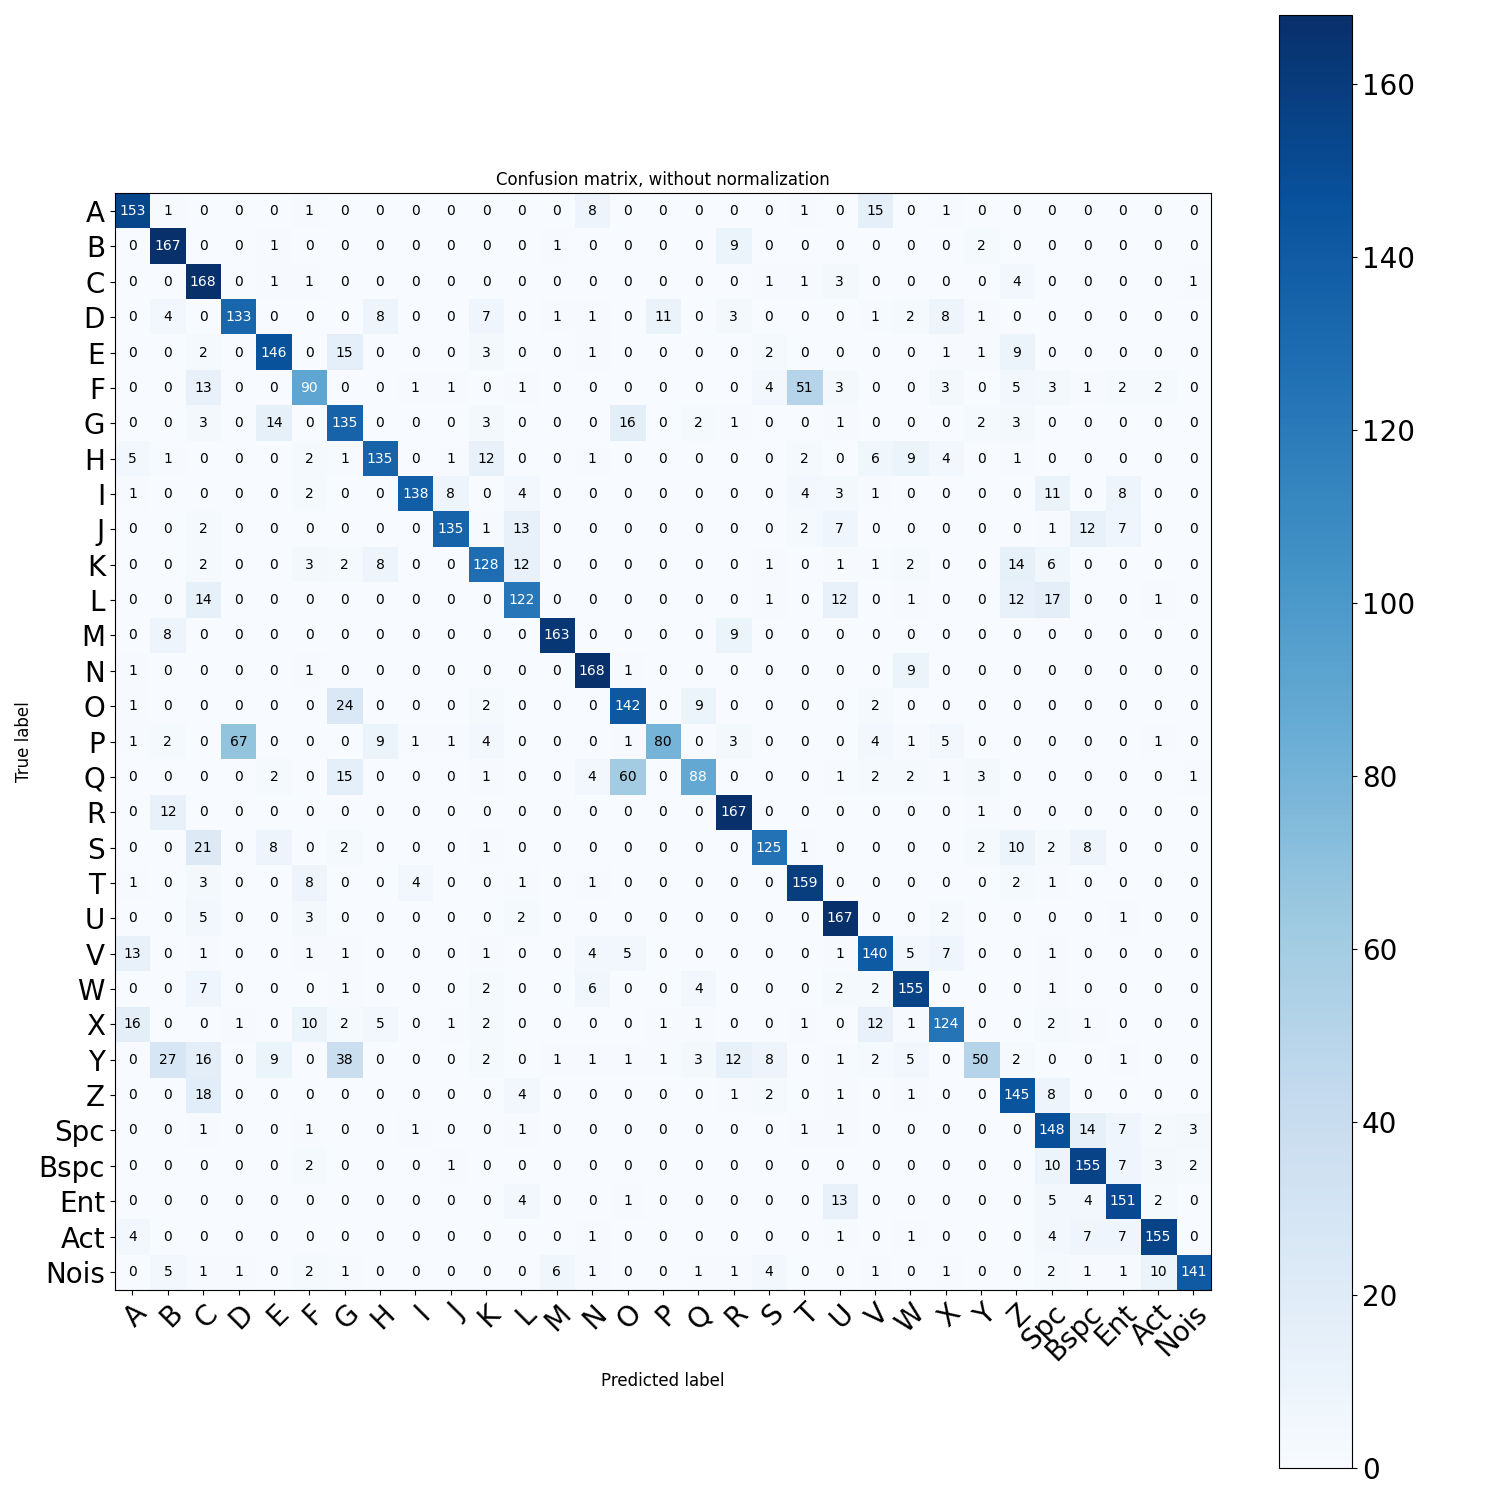 Confusion matrix, without normalization
A 153 1 0 0 0 1 0 0 0 0 0 0 0 8 0 0 0 0 0 1 0 15 0 1 0 0 0 0 0 0 0
B 0 167 0 0 1 0 0 0 0 0 0 0 1 0 0 0 0 9 0 0 0 0 0 0 2 0 0 0 0 0 0
C 0 0 168 0 1 1 0 0 0 0 0 0 0 0 0 0 0 0 1 1 3 0 0 0 0 4 0 0 0 0 1
D 0 4 0 133 0 0 0 8 0 0 7 0 1 1 0 11 0 3 0 0 0 1 2 8 1 0 0 0 0 0 0
E 0 0 2 0 146 0 15 0 0 0 3 0 0 1 0 0 0 0 2 0 0 0 0 1 1 9 0 0 0 0 0
F 0 0 13 0 0 90 0 0 1 1 0 1 0 0 0 0 0 0 4 51 3 0 0 3 0 5 3 1 2 2 0
G 0 0 3 0 14 0 135 0 0 0 3 0 0 0 16 0 2 1 0 0 1 0 0 0 2 3 0 0 0 0 0
H 5 1 0 0 0 2 1 135 0 1 12 0 0 1 0 0 0 0 0 2 0 6 9 4 0 1 0 0 0 0 0
I 1 0 0 0 0 2 0 0 138 8 0 4 0 0 0 0 0 0 0 4 3 1 0 0 0 0 11 0 8 0 0
J 0 0 2 0 0 0 0 0 0 135 1 13 0 0 0 0 0 0 0 2 7 0 0 0 0 0 1 12 7 0 0
K 0 0 2 0 0 3 2 8 0 0 128 12 0 0 0 0 0 0 1 0 1 1 2 0 0 14 6 0 0 0 0
L 0 0 14 0 0 0 0 0 0 0 0 122 0 0 0 0 0 0 1 0 12 0 1 0 0 12 17 0 0 1 0
M 0 8 0 0 0 0 0 0 0 0 0 0 163 0 0 0 0 9 0 0 0 0 0 0 0 0 0 0 0 0 0
N 1 0 0 0 0 1 0 0 0 0 0 0 0 168 1 0 0 0 0 0 0 0 9 0 0 0 0 0 0 0 0
O 1 0 0 0 0 0 24 0 0 0 2 0 0 0 142 0 9 0 0 0 0 2 0 0 0 0 0 0 0 0 0
P 1 2 0 67 0 0 0 9 1 1 4 0 0 0 1 80 0 3 0 0 0 4 1 5 0 0 0 0 0 1 0
Q 0 0 0 0 2 0 15 0 0 0 1 0 0 4 60 0 88 0 0 0 1 2 2 1 3 0 0 0 0 0 1
R 0 12 0 0 0 0 0 0 0 0 0 0 0 0 0 0 0 167 0 0 0 0 0 0 1 0 0 0 0 0 0
S 0 0 21 0 8 0 2 0 0 0 1 0 0 0 0 0 0 0 125 1 0 0 0 0 2 10 2 8 0 0 0
T 1 0 3 0 0 8 0 0 4 0 0 1 0 1 0 0 0 0 0 159 0 0 0 0 0 2 1 0 0 0 0
U 0 0 5 0 0 3 0 0 0 0 0 2 0 0 0 0 0 0 0 0 167 0 0 2 0 0 0 0 1 0 0
V 13 0 1 0 0 1 1 0 0 0 1 0 0 4 5 0 0 0 0 0 1 140 5 7 0 0 1 0 0 0 0
W 0 0 7 0 0 0 1 0 0 0 2 0 0 6 0 0 4 0 0 0 2 2 155 0 0 0 1 0 0 0 0
X 16 0 0 1 0 10 2 5 0 1 2 0 0 0 0 1 1 0 0 1 0 12 1 124 0 0 2 1 0 0 0
Y 0 27 16 0 9 0 38 0 0 0 2 0 1 1 1 1 3 12 8 0 1 2 5 0 50 2 0 0 1 0 0
Z 0 0 18 0 0 0 0 0 0 0 0 4 0 0 0 0 0 1 2 0 1 0 1 0 0 145 8 0 0 0 0
Spc 0 0 1 0 0 1 0 0 1 0 0 1 0 0 0 0 0 0 0 1 1 0 0 0 0 0 148 14 7 2 3
Bspc 0 0 0 0 0 2 0 0 0 1 0 0 0 0 0 0 0 0 0 0 0 0 0 0 0 0 10 155 7 3 2
Ent 0 0 0 0 0 0 0 0 0 0 0 4 0 0 1 0 0 0 0 0 13 0 0 0 0 0 5 4 151 2 0
Act 4 0 0 0 0 0 0 0 0 0 0 0 0 1 0 0 0 0 0 0 1 0 1 0 0 0 4 7 7 155 0
Nois 0 5 1 1 0 2 1 0 0 0 0 0 6 1 0 0 1 1 4 0 0 1 0 1 0 0 2 1 1 10 141
A B C D E F G H I J K L M N O P Q R S T U V W X Y Z Spc Bspc Ent Act Nois
Predicted label
True label
160
140
120
100
80
60
40
20
0